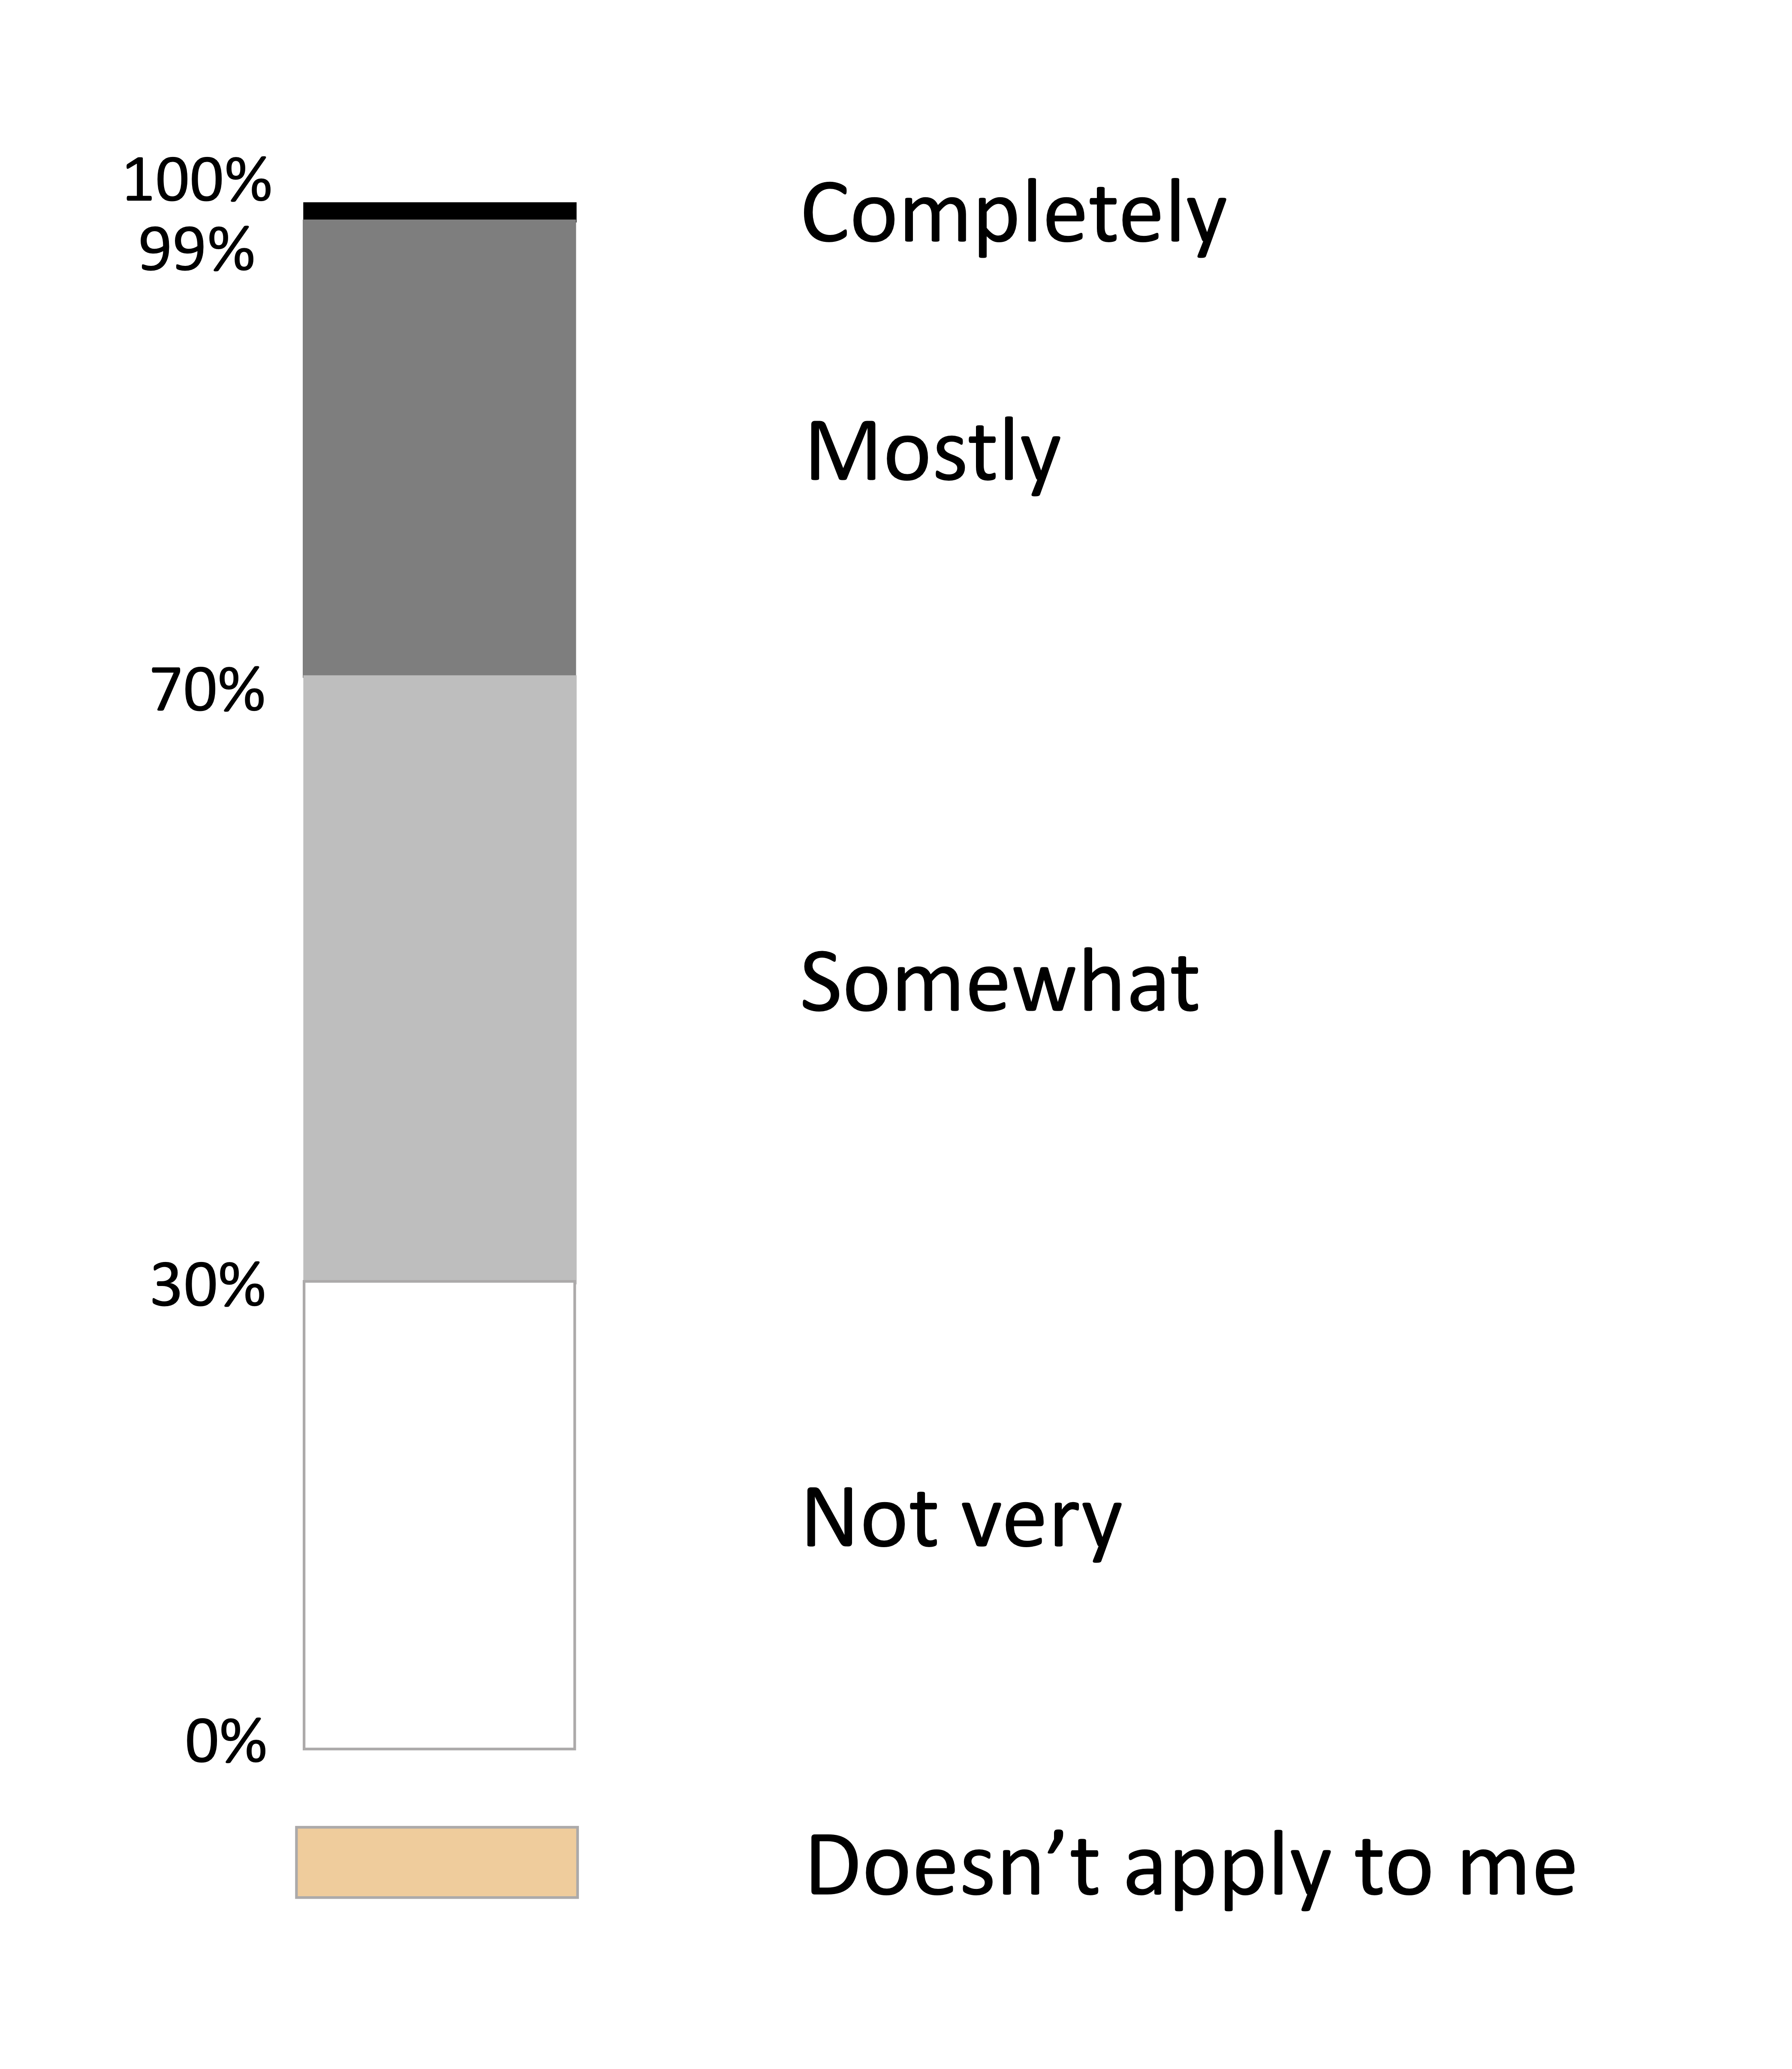 100%
Completely
99%
Mostly
70%
Somewhat
30%
Not very
0%
Doesn’t apply to me